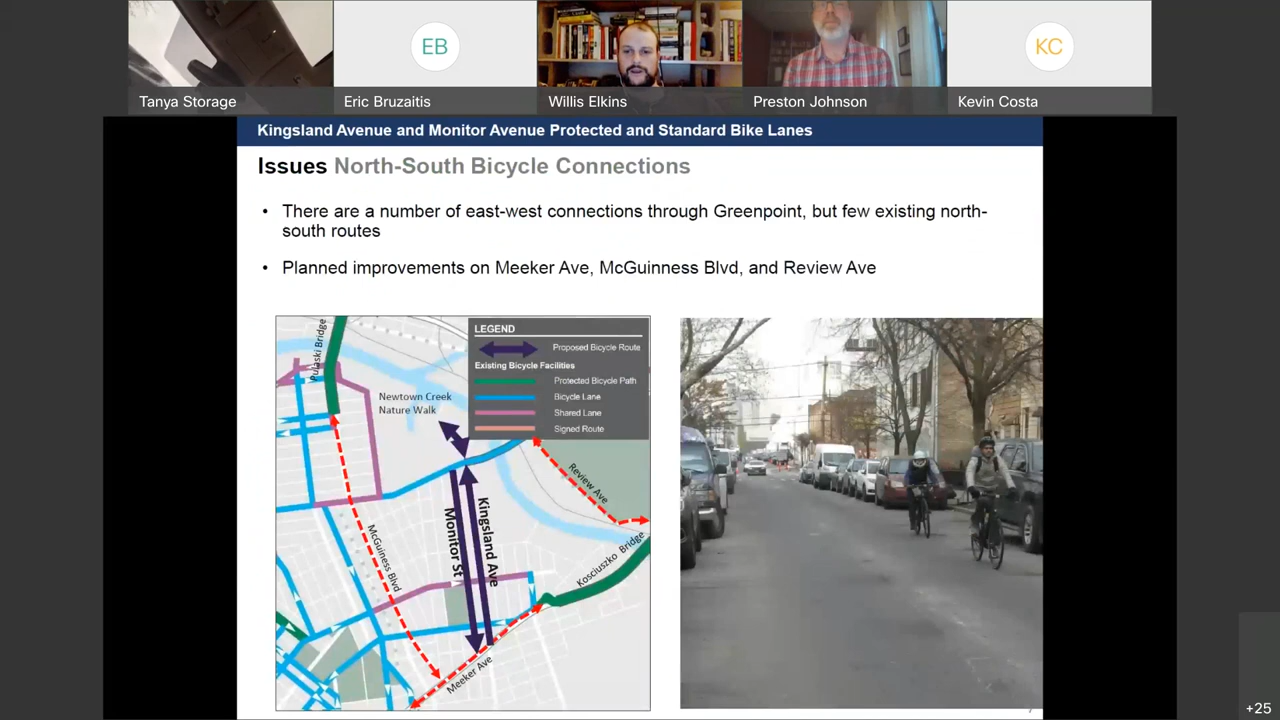 EB
KC
Tanya Storage
Eric Bruzaitis
Willis Elkins
Preston Johnson
Kevin Costa
Kingsland Avenue and Monitor Avenue Protected and Standard Bike Lanes
Issues North-South Bicycle Connections
• There are a number of east-west connections through Greenpoint, but few existing north-
south routes
• Planned improvements on Meeker Ave, McGuinness Blvd, and Review Ave
Pulaski Bridge
LEGEND
Proposed Bicycle Route
Existing Bicycle Facilities
Protected Bicycle Path
Bicycle Lane
Shared Lane
Signed Route
Newtown Creek
Nature Walk
Review Ave
Kingsland Ave
Monitor St
McGuiness Blvd
Kosciuszko Bridge
Meeker Ave
+25